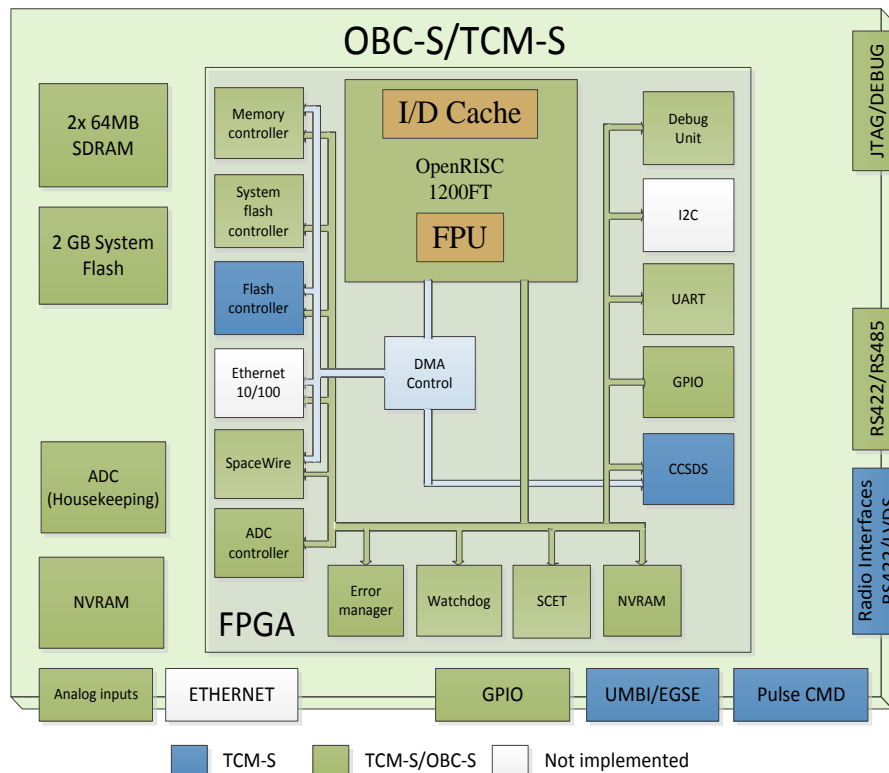 OBC-S/TCM-S
2x 64MB
SDRAM
2 GB System
Flash
ADC
(Housekeeping)
NVRAM
Memory
controller
System
flash
controller
Flash
controller
Ethernet
10/100
SpaceWire
ADC
controller
I/D Cache
OpenRISC
1200FT
FPU
DMA
Control
Debug
Unit
I2C
UART
GPIO
CCSDS
Error
manager
Watchdog
SCET
NVRAM
FPGA
JTAG/DEBUG
RS422/RS485
Radio Interfaces
RS422/LVDS
Analog inputs
ETHERNET
GPIO
UMBI/EGSE
Pulse CMD
TCM-S
TCM-S/OBC-S
Not implemented